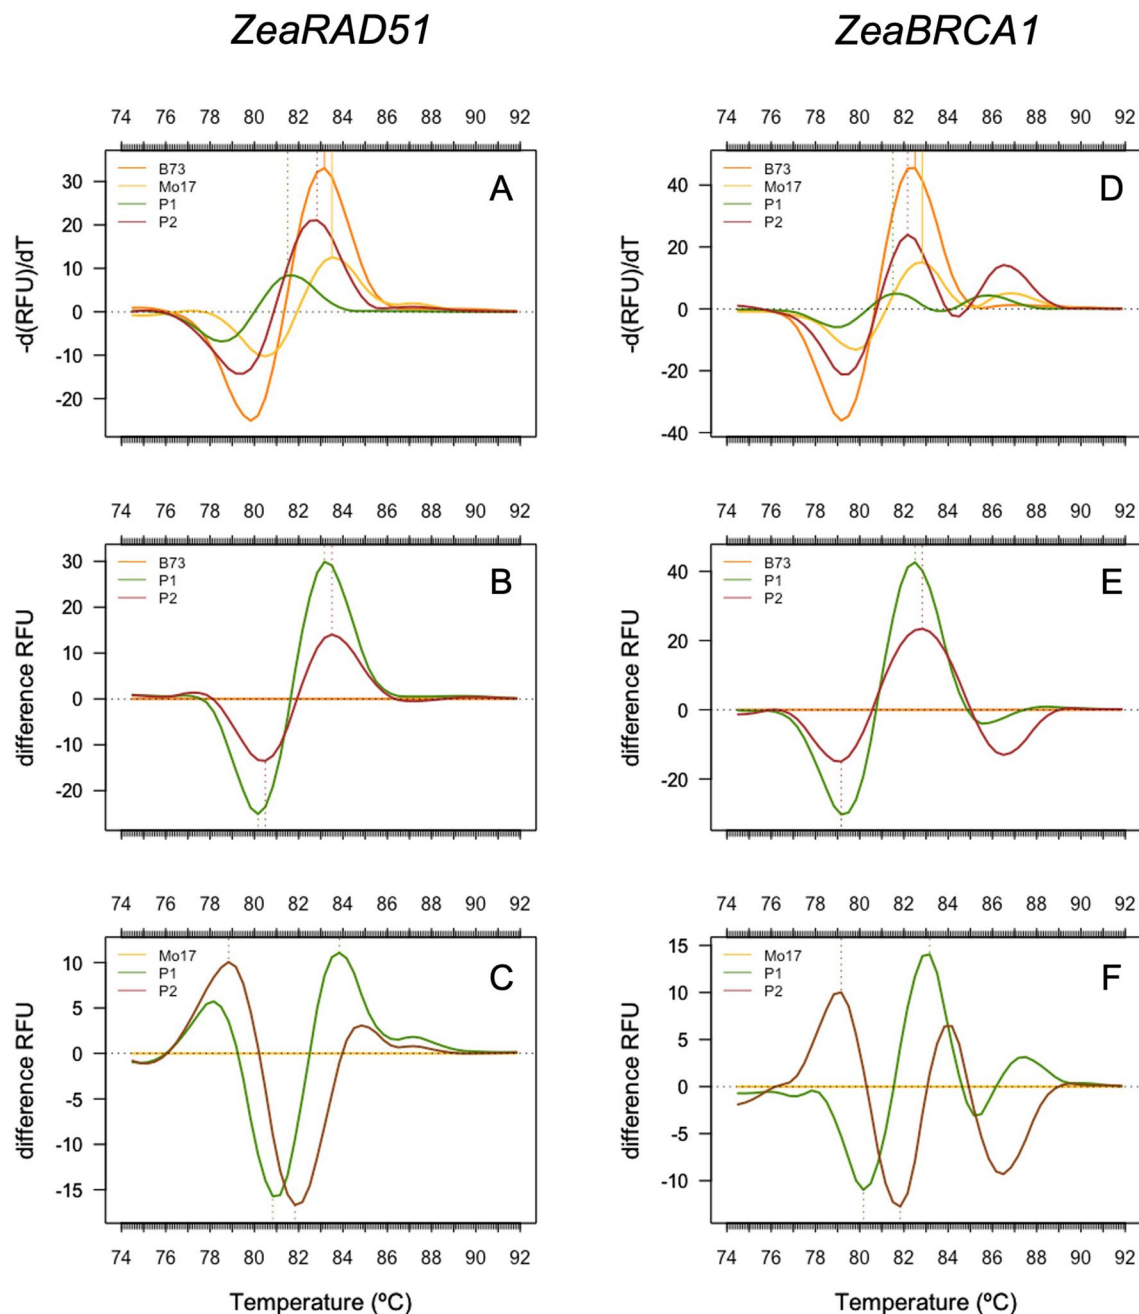 ZeaRAD51 ZeaBRCA1
74 76 78 80 82 84 86 88 90 92 74 76 78 80 82 84 86 88 90 92
B73
Mo17
P1
P2
A
30
20
10
0
-10
-20
-d(RFU)/dT
B73
Mo17
P1
P2
D
40
20
0
-20
-40
-d(RFU)/dT
74 76 78 80 82 84 86 88 90 92 74 76 78 80 82 84 86 88 90 92
B73
P1
P2
B
30
20
10
0
-10
-20
difference RFU
B73
P1
P2
E
40
20
0
-20
difference RFU
74 76 78 80 82 84 86 88 90 92 74 76 78 80 82 84 86 88 90 92
Mo17
P1
P2
C
10
5
0
-5
-10
-15
difference RFU
Mo17
P1
P2
F
15
10
5
0
-5
-10
difference RFU
74 76 78 80 82 84 86 88 90 92 74 76 78 80 82 84 86 88 90 92
Temperature (ºC) Temperature (ºC)